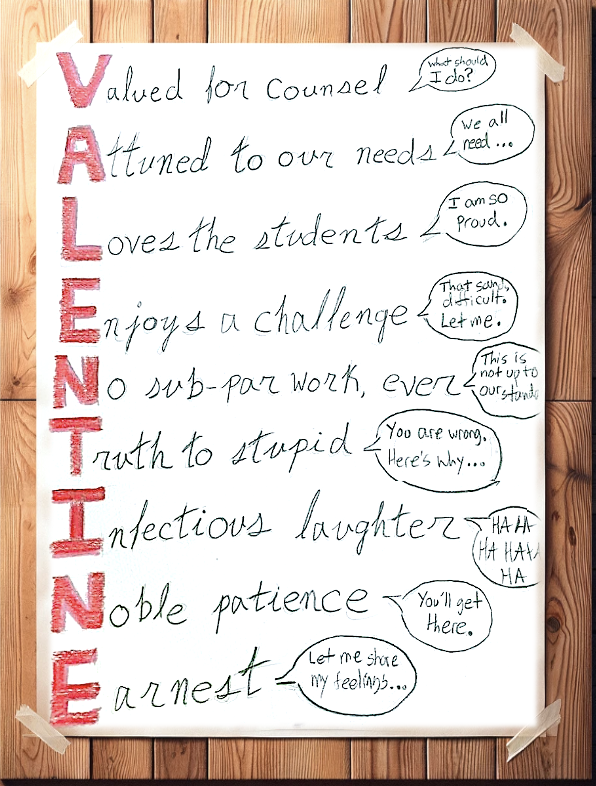 Valued for counsel
What should
I do?
Attuned to our needs
We all
need ...
Loves the students
I am so
proud.
Enjoys a challenge
That
difficult.
Let me.
No sub-par work, ever
This is
not up to
our
Truth to stupid
You are wrong.
Here's why...
Infectious laughter
HA HA
HA HAHA
HA
Noble patience
You'll get
there.
Earnest
Let me share
my feelings...